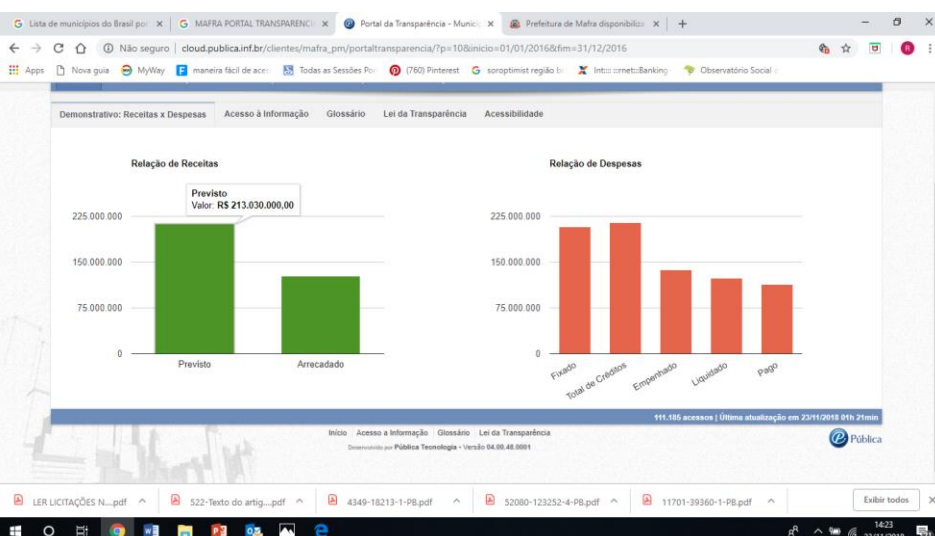 Lista de municípios do Brasil por
MAFRA PORTAL TRANSPARENCI
Portal da Transparência - Munici
Prefeitura de Mafra disponibiliza
Não seguro | cloud.publica.inf.br/clientes/mafra_pm/portaltransparencia/?p=10&inicio=01/01/2016&fim=31/12/2016
Apps Nova guia MyWay maneira fácil de aces Todas as Sessões Por (760) Pinterest soroptimist região b Observatório Social
Demonstrativo: Receitas x Despesas Acesso à Informação Glossário Lei da Transparência Acessibilidade
Relação de Receitas
Previsto
Valor: R$ 213.030.000,00
225.000.000
150.000.000
75.000.000
0
Previsto Arrecadado
Relação de Despesas
225.000.000
150.000.000
75.000.000
0
Fixado Total de Créditos Empenhado Liquidado Pago
111.185 acessos | Última atualização em 23/11/2018 01h 21min
Início Acesso a Informação Glossário Lei da Transparência
Desenvolvido por Pública Tecnologia - Versão 04.00.48.0001
Pública
LER LICITAÇÕES N....pdf 522-Texto do artig....pdf 4349-18213-1-PB.pdf 52080-123252-4-PB.pdf 11701-39360-1-PB.pdf Exibir todos
14:23